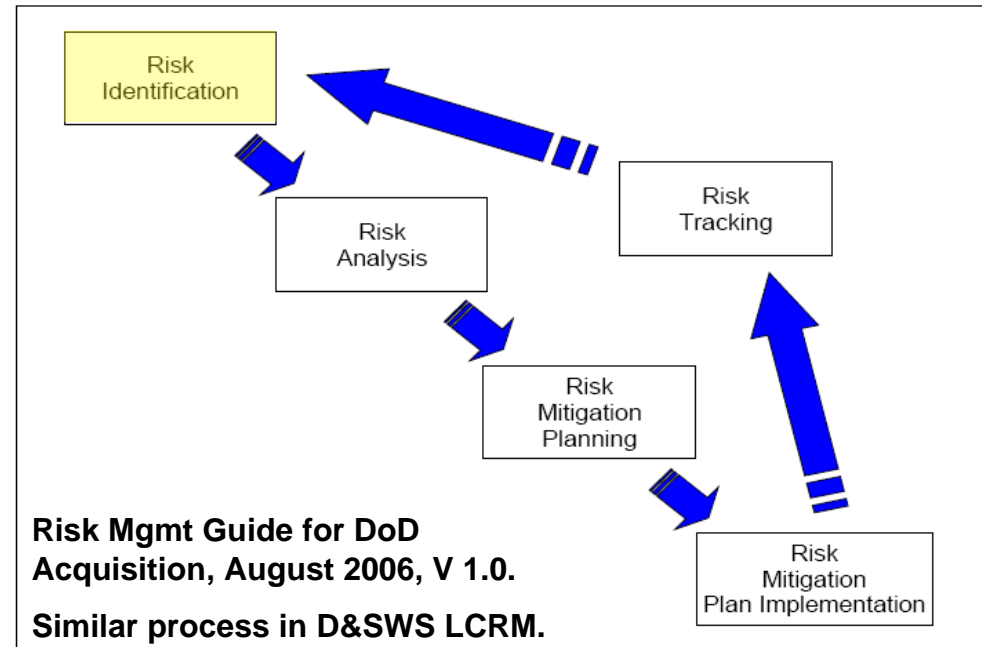 Risk
Identification
Risk
Analysis
Risk
Mitigation
Planning
Risk
Mitigation
Plan Implementation
Risk
Tracking
Risk Mgmt Guide for DoD
Acquisition, August 2006, V 1.0.
Similar process in D&SWS LCRM.